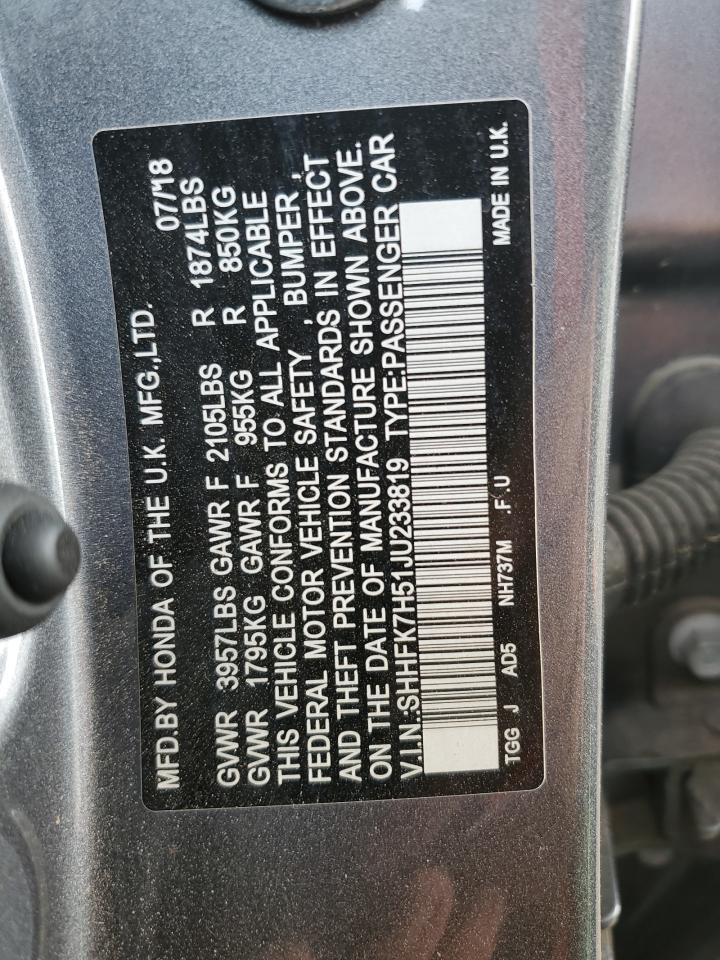 MFD.BY HONDA OF THE U.K. MFG.,LTD. 07/18
GVWR 3957LBS GAWR F 2105LBS R 1874LBS
GVWR 1795KG GAWR F 955KG R 850KG
THIS VEHICLE CONFORMS TO ALL APPLICABLE
FEDERAL MOTOR VEHICLE SAFETY , BUMPER ,
AND THEFT PREVENTION STANDARDS IN EFFECT
ON THE DATE OF MANUFACTURE SHOWN ABOVE.
V.I.N.:SHHFK7H51JU233819 TYPE:PASSENGER CAR
TGG J AD5 NH737M .F.U MADE IN U.K.